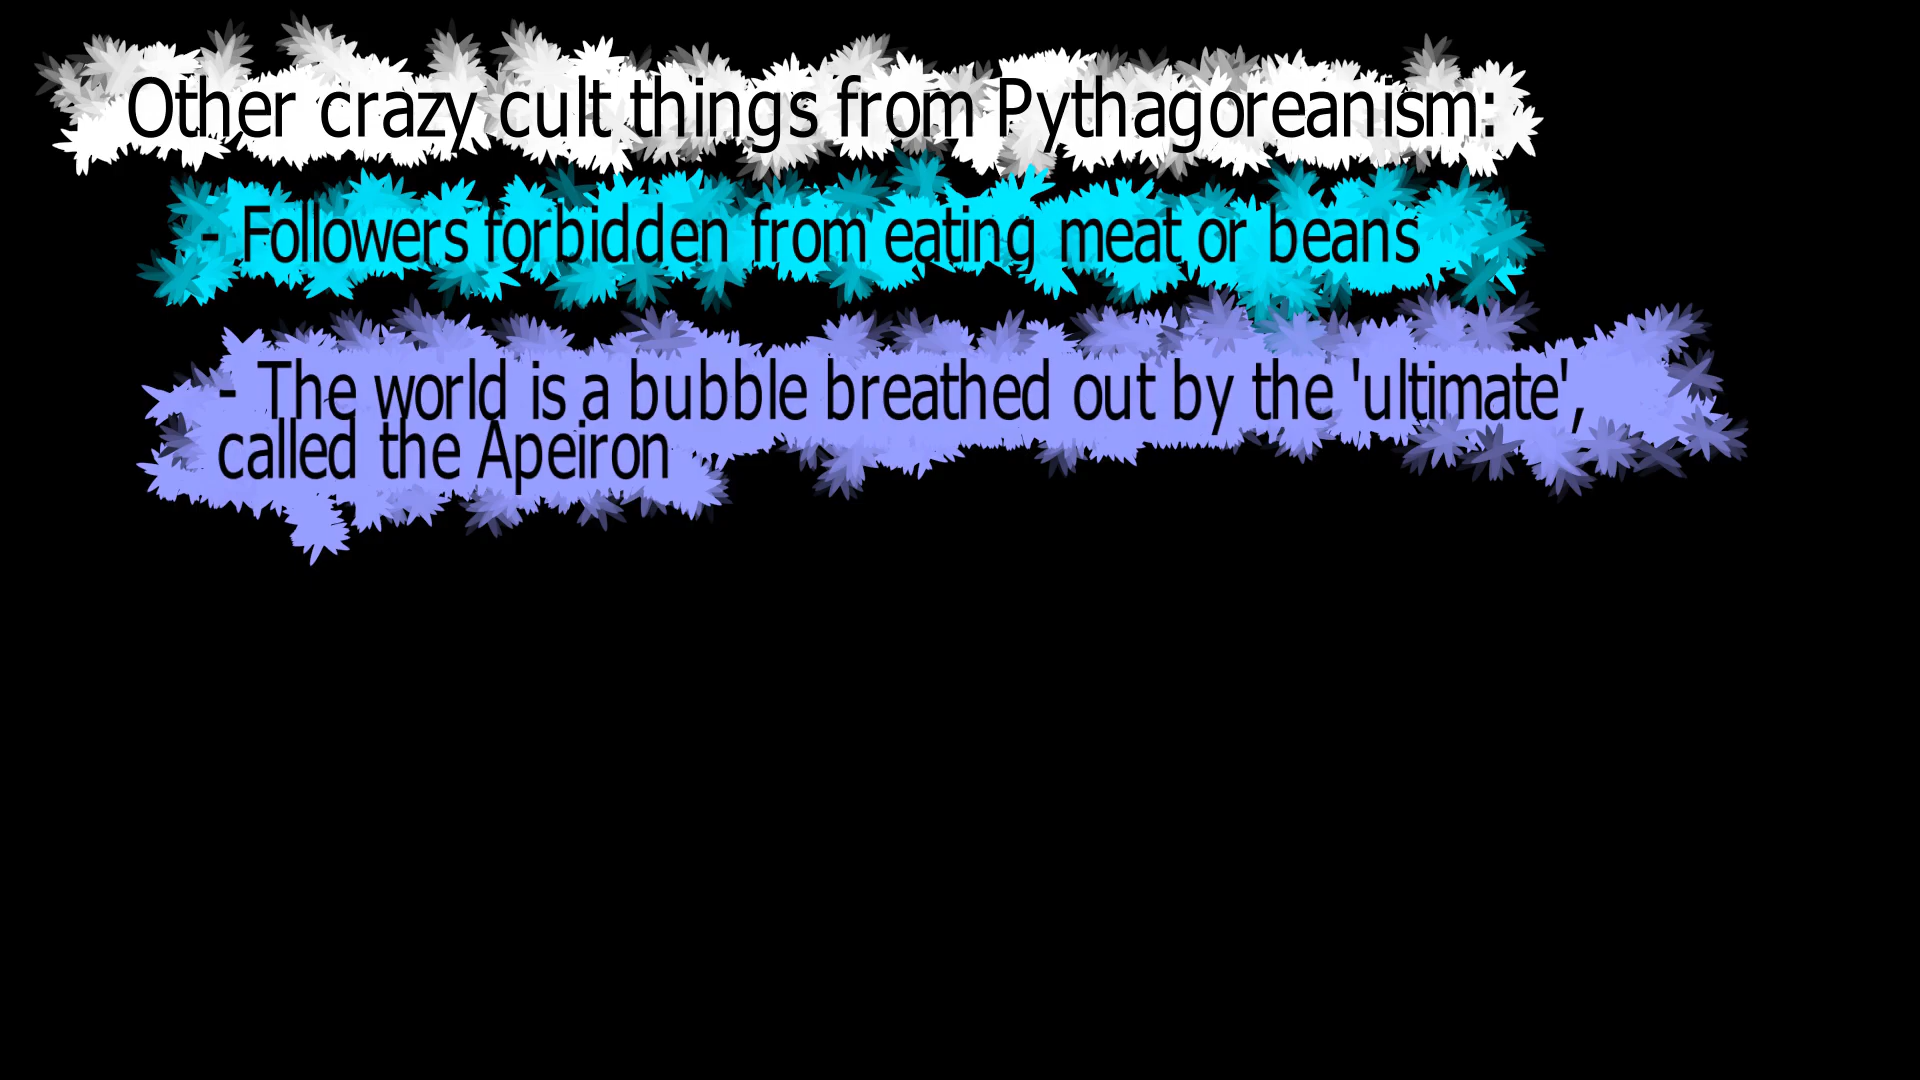 Other crazy cult things from Pythagoreanism:
- Followers forbidden from eating meat or beans
- The world is a bubble breathed out by the 'ultimate',
called the Apeiron